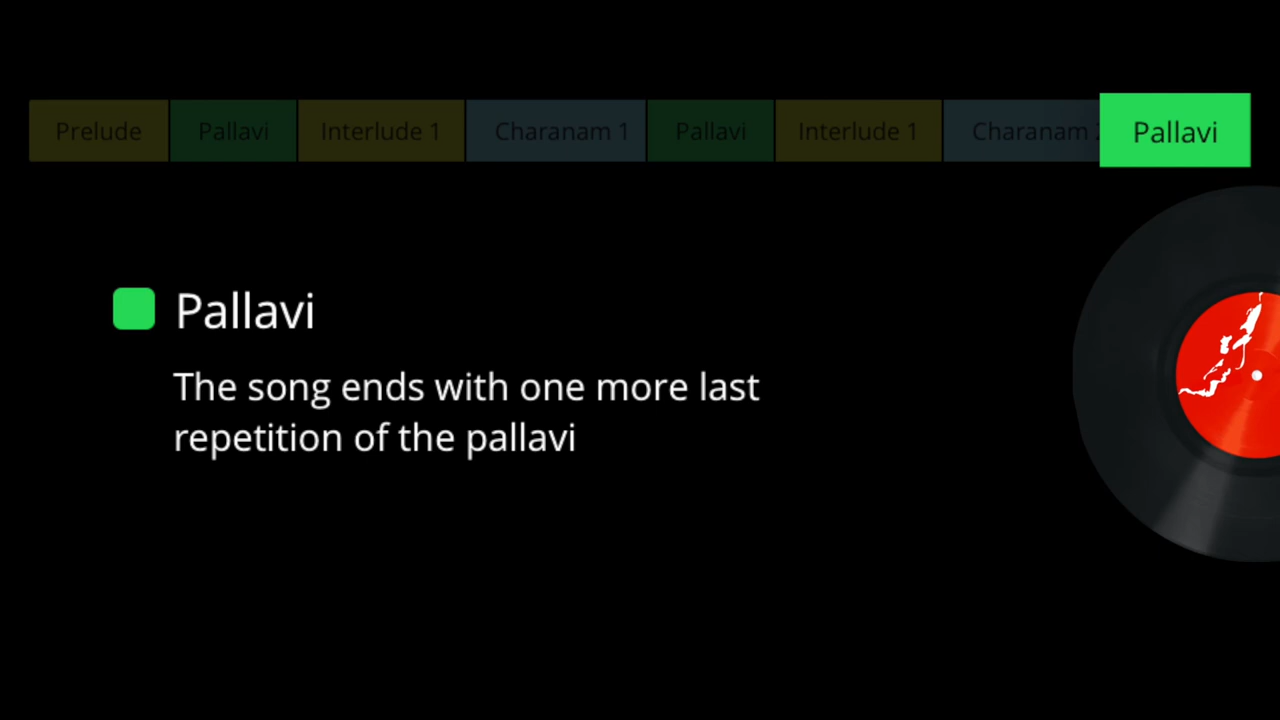 Prelude Pallavi Interlude 1 Charanam 1 Pallavi Interlude 1 Charanam Pallavi
Pallavi
The song ends with one more last
repetition of the pallavi